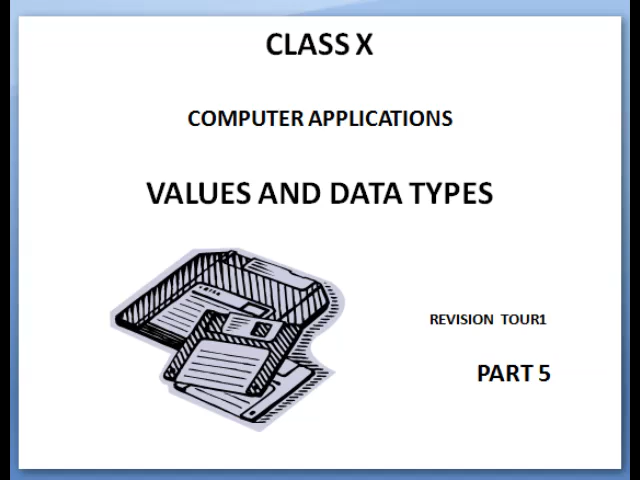 CLASS X
COMPUTER APPLICATIONS
VALUES AND DATA TYPES
REVISION TOUR1
PART 5